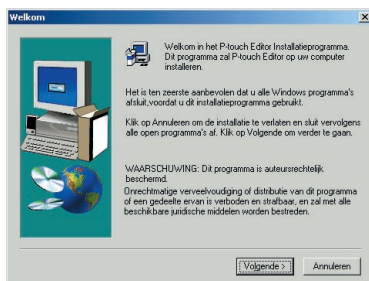 Welkom
Welkom in het P-touch Editor Installatieprogramma.
Dit programma zal P-touch Editor op uw computer
installeren.
Het is ten zeerste aanbevolen dat u alle Windows programma's
afsluit,voordat u dit installatieprogramma gebruikt.
Klik op Annuleren om de installatie te verlaten en sluit vervolgens
alle open programma's af. Klik op Volgende om verder te gaan.
WAARSCHUWING: Dit programma is auteursrechtelijk
beschermd.
Onrechtmatige verveelvoudiging of distributie van dit programma
of een gedeelte ervan is verboden en strafbaar, en zal met alle
beschikbare juridische middelen worden bestreden.
Volgende >
Annuleren